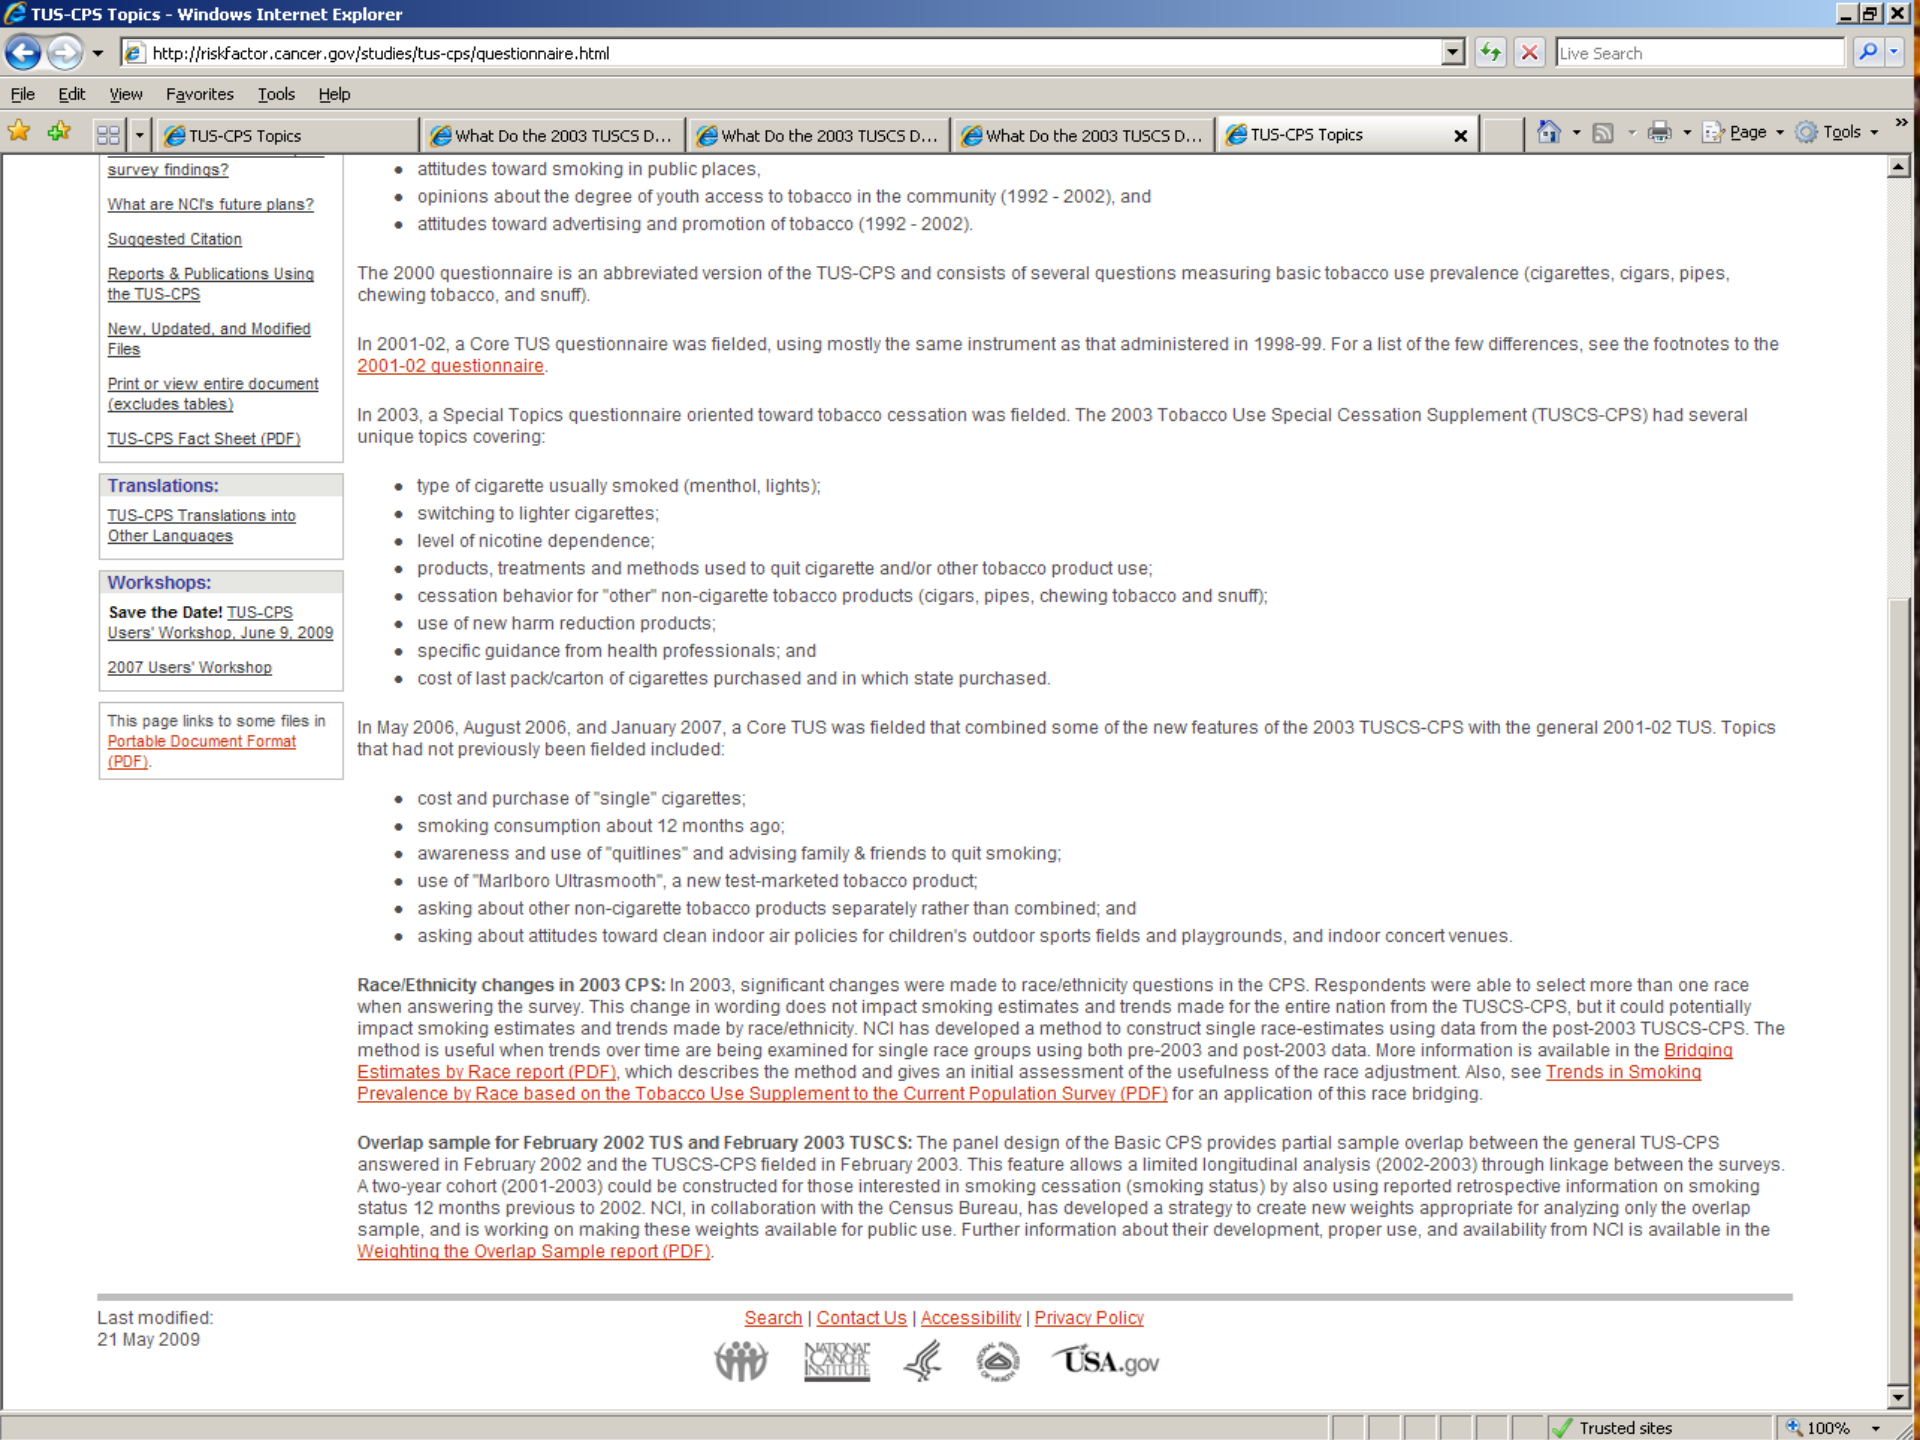 TUS-CPS Topics - Windows Internet Explorer
http://riskfactor.cancer.gov/studies/tus-cps/questionnaire.html
Live Search
File Edit View Favorites Tools Help
TUS-CPS Topics
What Do the 2003 TUSCS D...
What Do the 2003 TUSCS D...
What Do the 2003 TUSCS D...
TUS-CPS Topics
Page
Tools
survey findings?
What are NCI's future plans?
Suggested Citation
Reports & Publications Using
the TUS-CPS
New, Updated, and Modified
Files
Print or view entire document
(excludes tables)
TUS-CPS Fact Sheet (PDF)
Translations:
TUS-CPS Translations into
Other Languages
Workshops:
Save the Date! TUS-CPS
Users' Workshop, June 9, 2009
2007 Users' Workshop
This page links to some files in
Portable Document Format
(PDF).
• attitudes toward smoking in public places,
• opinions about the degree of youth access to tobacco in the community (1992 - 2002), and
• attitudes toward advertising and promotion of tobacco (1992 - 2002).
The 2000 questionnaire is an abbreviated version of the TUS-CPS and consists of several questions measuring basic tobacco use prevalence (cigarettes, cigars, pipes,
chewing tobacco, and snuff).
In 2001-02, a Core TUS questionnaire was fielded, using mostly the same instrument as that administered in 1998-99. For a list of the few differences, see the footnotes to the
2001-02 questionnaire.
In 2003, a Special Topics questionnaire oriented toward tobacco cessation was fielded. The 2003 Tobacco Use Special Cessation Supplement (TUSCS-CPS) had several
unique topics covering:
• type of cigarette usually smoked (menthol, lights);
• switching to lighter cigarettes;
• level of nicotine dependence;
• products, treatments and methods used to quit cigarette and/or other tobacco product use;
• cessation behavior for "other" non-cigarette tobacco products (cigars, pipes, chewing tobacco and snuff);
• use of new harm reduction products;
• specific guidance from health professionals; and
• cost of last pack/carton of cigarettes purchased and in which state purchased.
In May 2006, August 2006, and January 2007, a Core TUS was fielded that combined some of the new features of the 2003 TUSCS-CPS with the general 2001-02 TUS. Topics
that had not previously been fielded included:
• cost and purchase of "single" cigarettes;
• smoking consumption about 12 months ago;
• awareness and use of "quitlines" and advising family & friends to quit smoking;
• use of "Marlboro Ultrasmooth", a new test-marketed tobacco product;
• asking about other non-cigarette tobacco products separately rather than combined; and
• asking about attitudes toward clean indoor air policies for children's outdoor sports fields and playgrounds, and indoor concert venues.
Race/Ethnicity changes in 2003 CPS: In 2003, significant changes were made to race/ethnicity questions in the CPS. Respondents were able to select more than one race
when answering the survey. This change in wording does not impact smoking estimates and trends made for the entire nation from the TUSCS-CPS, but it could potentially
impact smoking estimates and trends made by race/ethnicity. NCI has developed a method to construct single race-estimates using data from the post-2003 TUSCS-CPS. The
method is useful when trends over time are being examined for single race groups using both pre-2003 and post-2003 data. More information is available in the Bridging
Estimates by Race report (PDF), which describes the method and gives an initial assessment of the usefulness of the race adjustment. Also, see Trends in Smoking
Prevalence by Race based on the Tobacco Use Supplement to the Current Population Survey (PDF) for an application of this race bridging.
Overlap sample for February 2002 TUS and February 2003 TUSCS: The panel design of the Basic CPS provides partial sample overlap between the general TUS-CPS
answered in February 2002 and the TUSCS-CPS fielded in February 2003. This feature allows a limited longitudinal analysis (2002-2003) through linkage between the surveys.
A two-year cohort (2001-2003) could be constructed for those interested in smoking cessation (smoking status) by also using reported retrospective information on smoking
status 12 months previous to 2002. NCI, in collaboration with the Census Bureau, has developed a strategy to create new weights appropriate for analyzing only the overlap
sample, and is working on making these weights available for public use. Further information about their development, proper use, and availability from NCI is available in the
Weighting the Overlap Sample report (PDF).
Last modified:
21 May 2009
Search | Contact Us | Accessibility | Privacy Policy
NATIONAL
CANCER
INSTITUTE
USA.gov
Trusted sites
100%